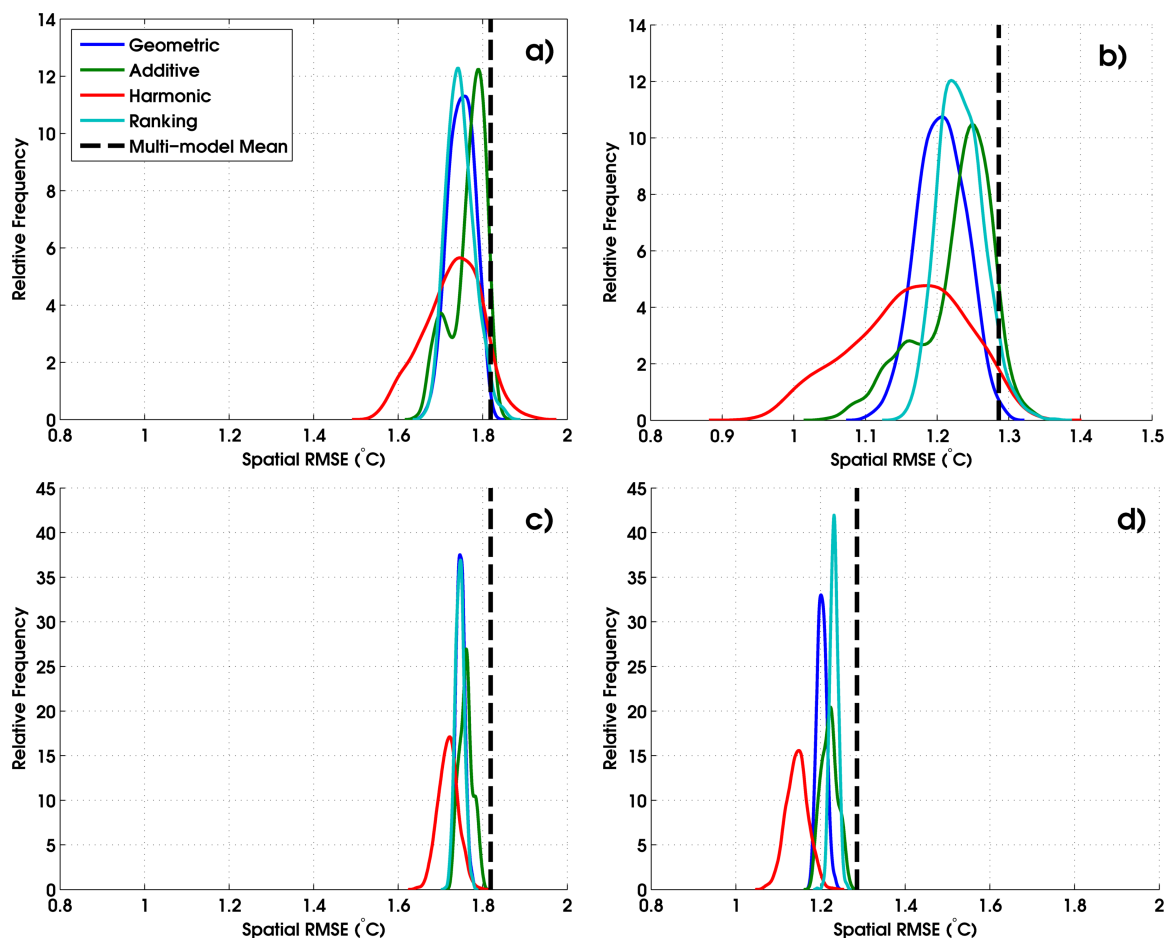 14
12
10
8
6
4
2
0
Relative Frequency
Geometric
Additive
Harmonic
Ranking
Multi-model Mean
a)
0.8 1 1.2 1.4 1.6 1.8 2
Spatial RMSE (°C)
14
12
10
8
6
4
2
0
Relative Frequency
b)
0.8 0.9 1 1.1 1.2 1.3 1.4 1.5
Spatial RMSE (°C)
45
40
35
30
25
20
15
10
5
0
Relative Frequency
c)
0.8 1 1.2 1.4 1.6 1.8 2
Spatial RMSE (°C)
45
40
35
30
25
20
15
10
5
0
Relative Frequency
d)
0.8 1 1.2 1.4 1.6 1.8 2
Spatial RMSE (°C)